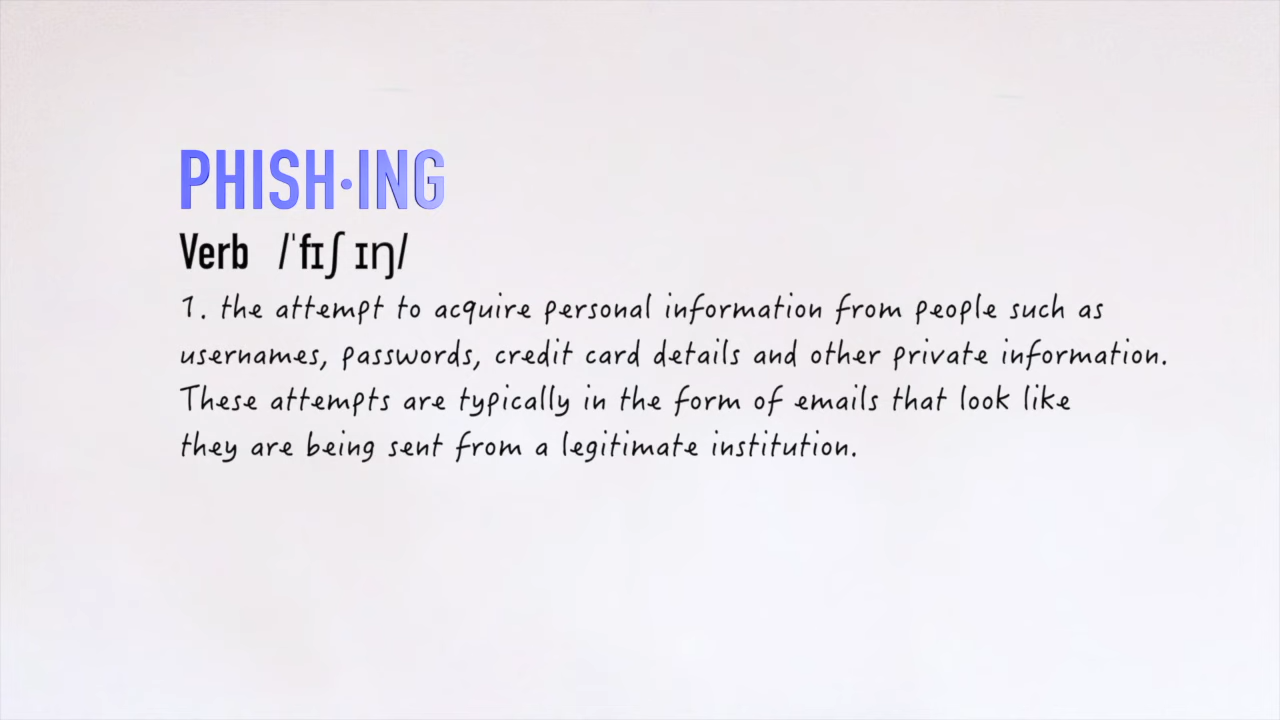 PHISH·ING
Verb /ˈfɪʃ ɪŋ/
1. the attempt to acquire personal information from people such as
usernames, passwords, credit card details and other private information.
These attempts are typically in the form of emails that look like
they are being sent from a legitimate institution.